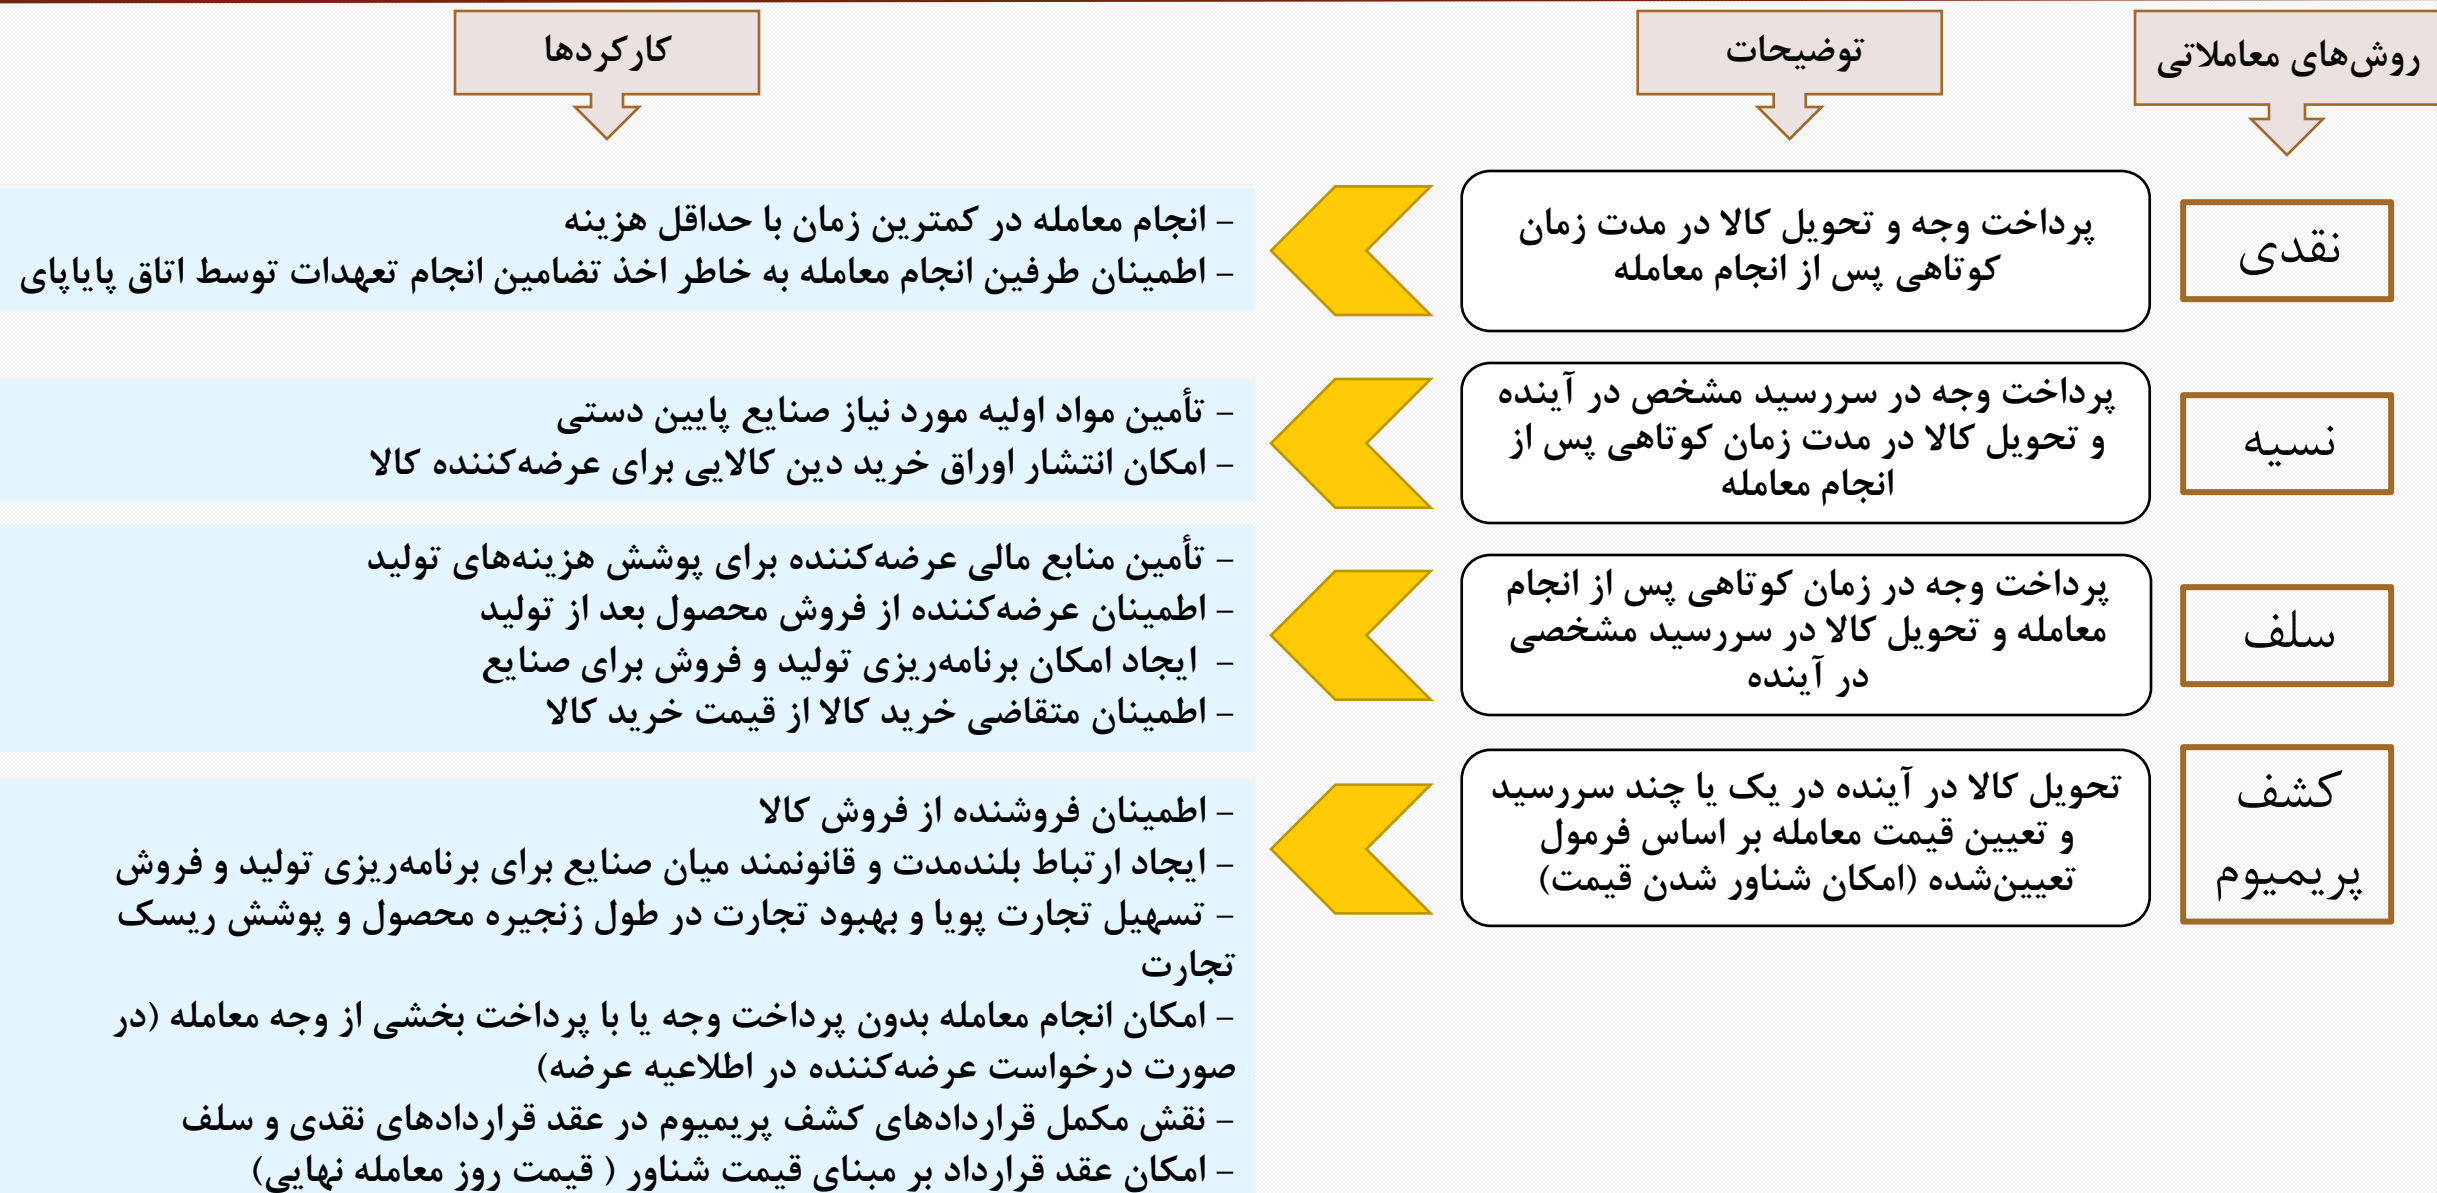 روش‌های معاملاتی
توضیحات
کارکردها
نقدی
پرداخت وجه و تحویل کالا در مدت زمان
کوتاهی پس از انجام معامله
- انجام معامله در کمترین زمان با حداقل هزینه
- اطمینان طرفین انجام معامله به خاطر اخذ تضامین انجام تعهدات توسط اتاق پایاپای
نسیه
پرداخت وجه در سررسید مشخص در آینده
و تحویل کالا در مدت زمان کوتاهی پس از
انجام معامله
- تأمین مواد اولیه مورد نیاز صنایع پایین دستی
- امکان انتشار اوراق خرید دین کالایی برای عرضه‌کننده کالا
سلف
پرداخت وجه در زمان کوتاهی پس از انجام
معامله و تحویل کالا در سررسید مشخصی
در آینده
- تأمین منابع مالی عرضه‌کننده برای پوشش هزینه‌های تولید
- اطمینان عرضه‌کننده از فروش محصول بعد از تولید
- ایجاد امکان برنامه‌ریزی تولید و فروش برای صنایع
- اطمینان متقاضی خرید کالا از قیمت خرید کالا
کشف
پریمیوم
تحویل کالا در آینده در یک یا چند سررسید
و تعیین قیمت معامله بر اساس فرمول
تعیین‌شده (امکان شناور شدن قیمت)
- اطمینان فروشنده از فروش کالا
- ایجاد ارتباط بلندمدت و قانونمند میان صنایع برای برنامه‌ریزی تولید و فروش
- تسهیل تجارت پویا و بهبود تجارت در طول زنجیره محصول و پوشش ریسک
تجارت
- امکان انجام معامله بدون پرداخت وجه یا با پرداخت بخشی از وجه معامله (در
صورت درخواست عرضه‌کننده در اطلاعیه عرضه)
- نقش مکمل قراردادهای کشف پریمیوم در عقد قراردادهای نقدی و سلف
- امکان عقد قرارداد بر مبنای قیمت شناور ( قیمت روز معامله نهایی)